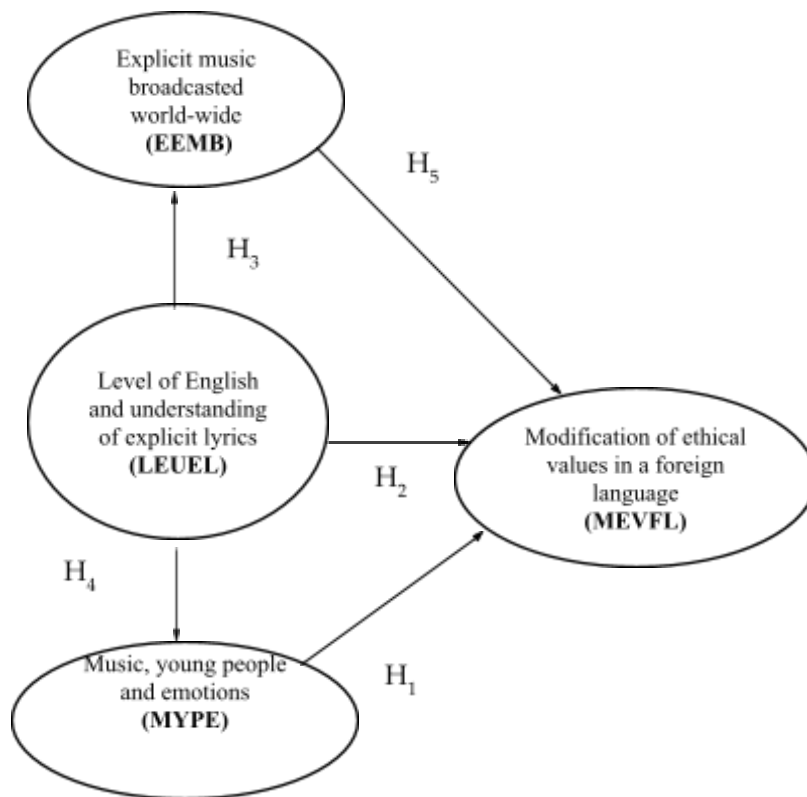 Explicit music
broadcasted
world-wide
(EEMB)
H5
H3
Level of English
and understanding
of explicit lyrics
(LEUEL)
Modification of ethical
values in a foreign
language
(MEVFL)
H2
H4
Music, young people
and emotions
(MYPE)
H1